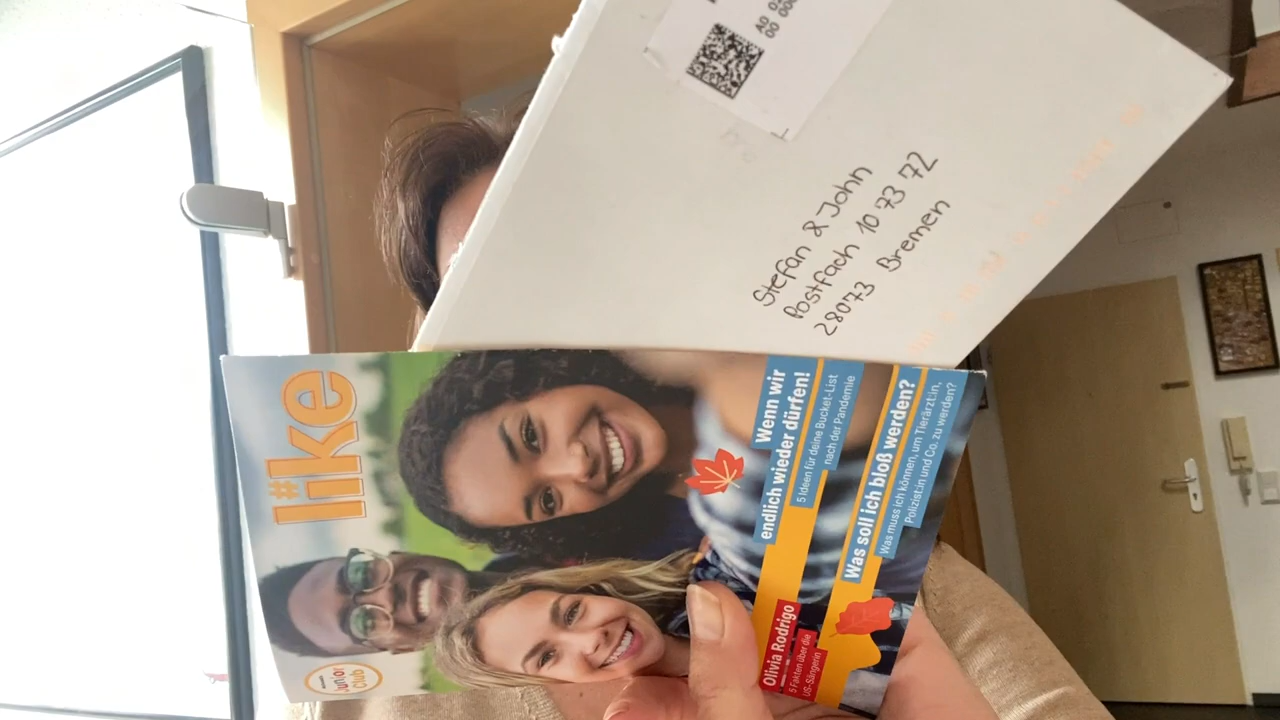 Stefan & John
Postfach 10 73 72
28073 Bremen
#like
Junior
Club
Wenn wir
endlich wieder dürfen!
5 Ideen für deine Bucket-List
nach der Pandemie
Was soll ich bloß werden?
Was muss ich können, um Tierärzt:in,
Polizist:in und Co. zu werden?
Olivia Rodrigo
5 Fakten über die
US-Sängerin